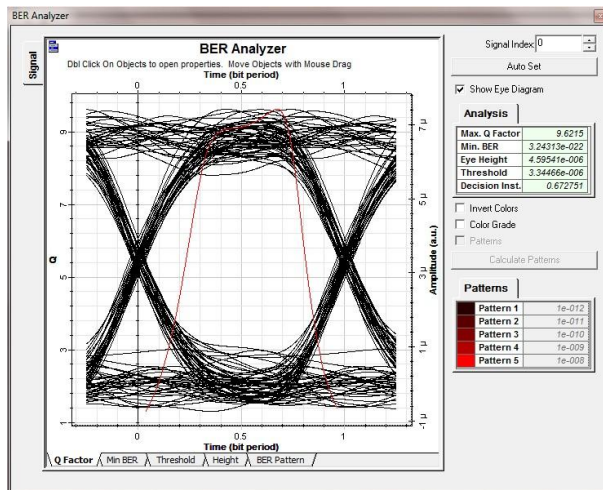 BER Analyzer
Signal Index: 0
Auto Set
Show Eye Diagram
Analysis
Max. Q Factor 9.6215
Min. BER 3.24313e-022
Eye Height 4.59541e-006
Threshold 3.34466e-006
Decision Inst. 0.672751
Invert Colors
Color Grade
Patterns
Calculate Patterns
Patterns
Pattern 1 1e-012
Pattern 2 1e-011
Pattern 3 1e-010
Pattern 4 1e-009
Pattern 5 1e-008
Signal
BER Analyzer
Dbl Click On Objects to open properties. Move Objects with Mouse Drag
Time (bit period)
0 0.5 1
Q
9
7
5
3
1
Amplitude (a.u.)
7 µ
5 µ
3 µ
1 µ
-1 µ
0 0.5 1
Time (bit period)
Q Factor Min BER Threshold Height BER Pattern